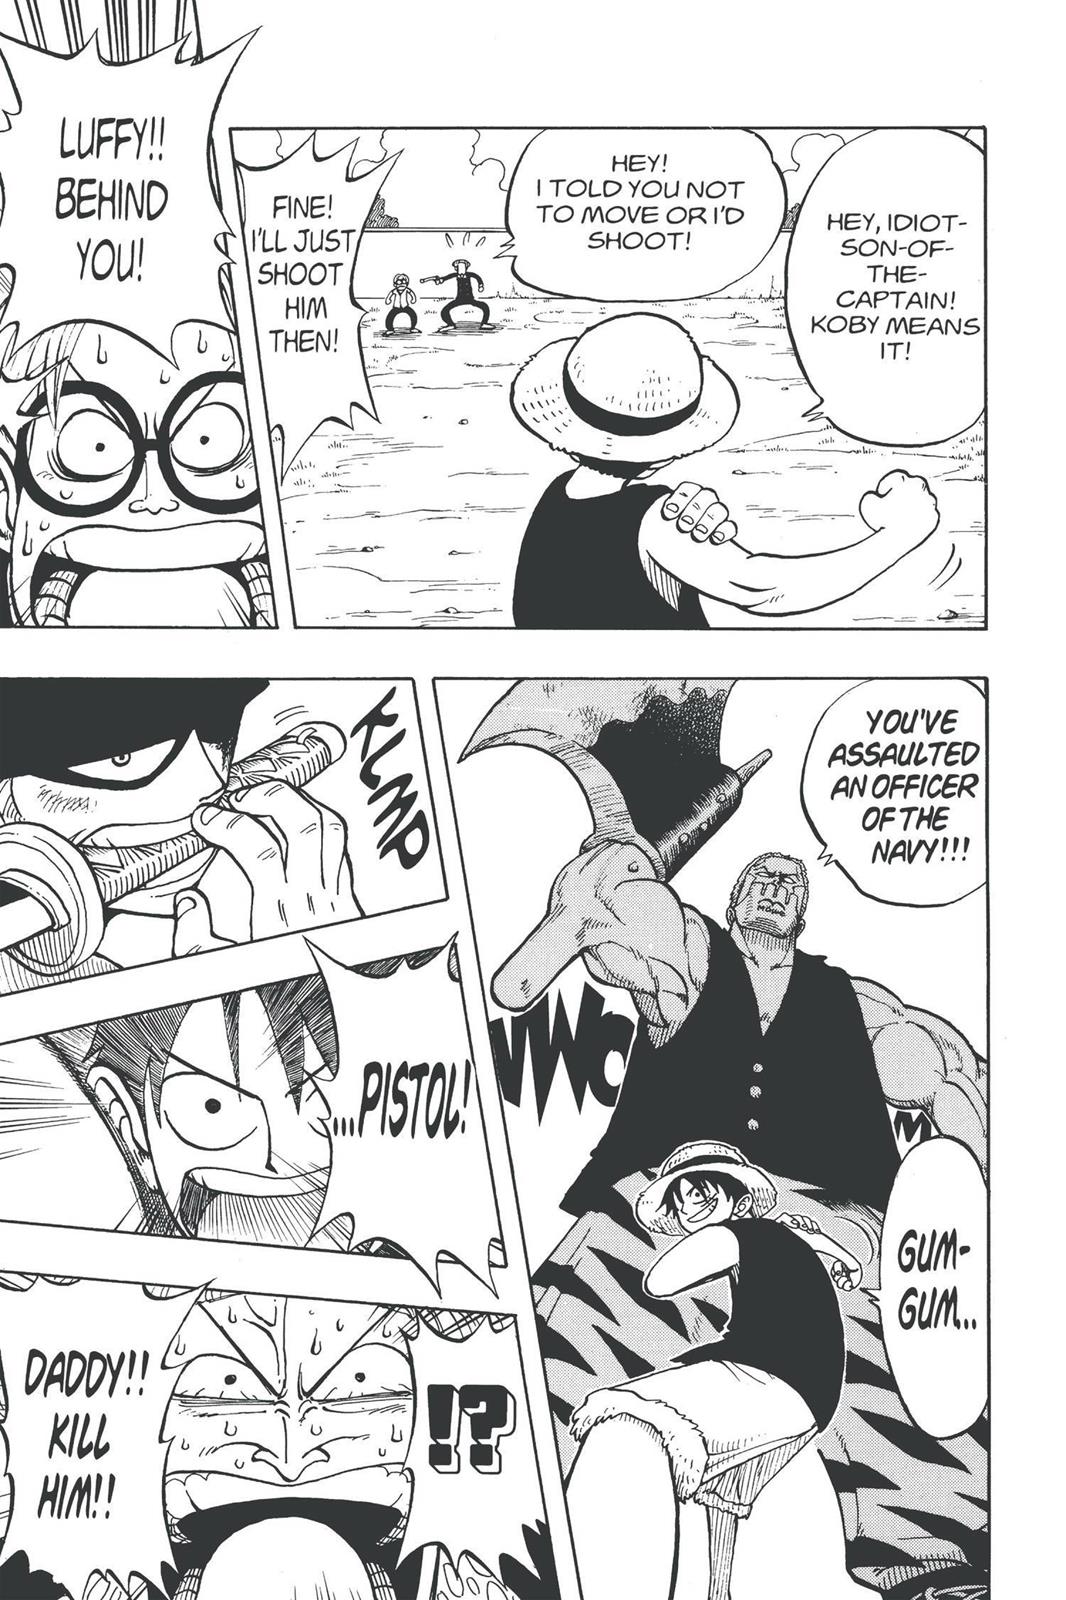 HEY, IDIOT-
SON-OF-
THE-
CAPTAIN!
KOBY MEANS
IT!
HEY!
I TOLD YOU NOT
TO MOVE OR I'D
SHOOT!
FINE!
I'LL JUST
SHOOT
HIM
THEN!
LUFFY!!
BEHIND
YOU!
YOU'VE
ASSAULTED
AN OFFICER
OF THE
NAVY!!!
GUM-
GUM...
KLMP
...PISTOL!
!?
DADDY!!
KILL
HIM!!